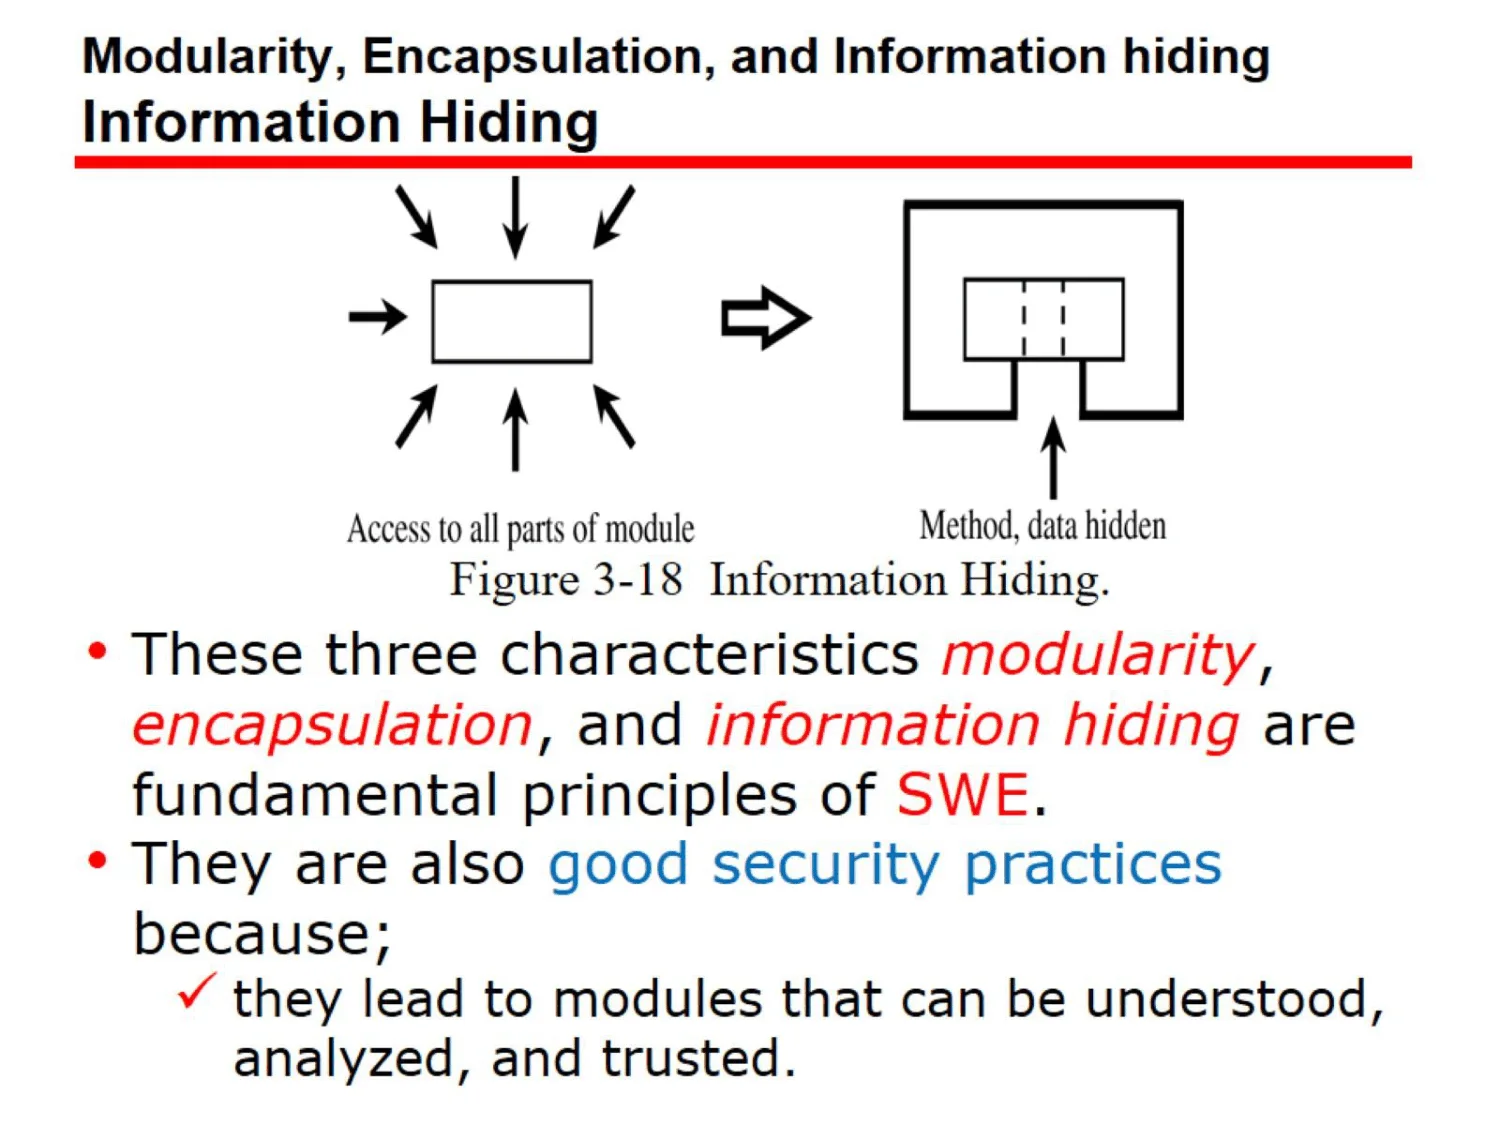 Modularity, Encapsulation, and Information hiding
Information Hiding
Access to all parts of module
Method, data hidden
Figure 3-18 Information Hiding.
• These three characteristics modularity,
encapsulation, and information hiding are
fundamental principles of SWE.
• They are also good security practices
because;
✓ they lead to modules that can be understood,
analyzed, and trusted.